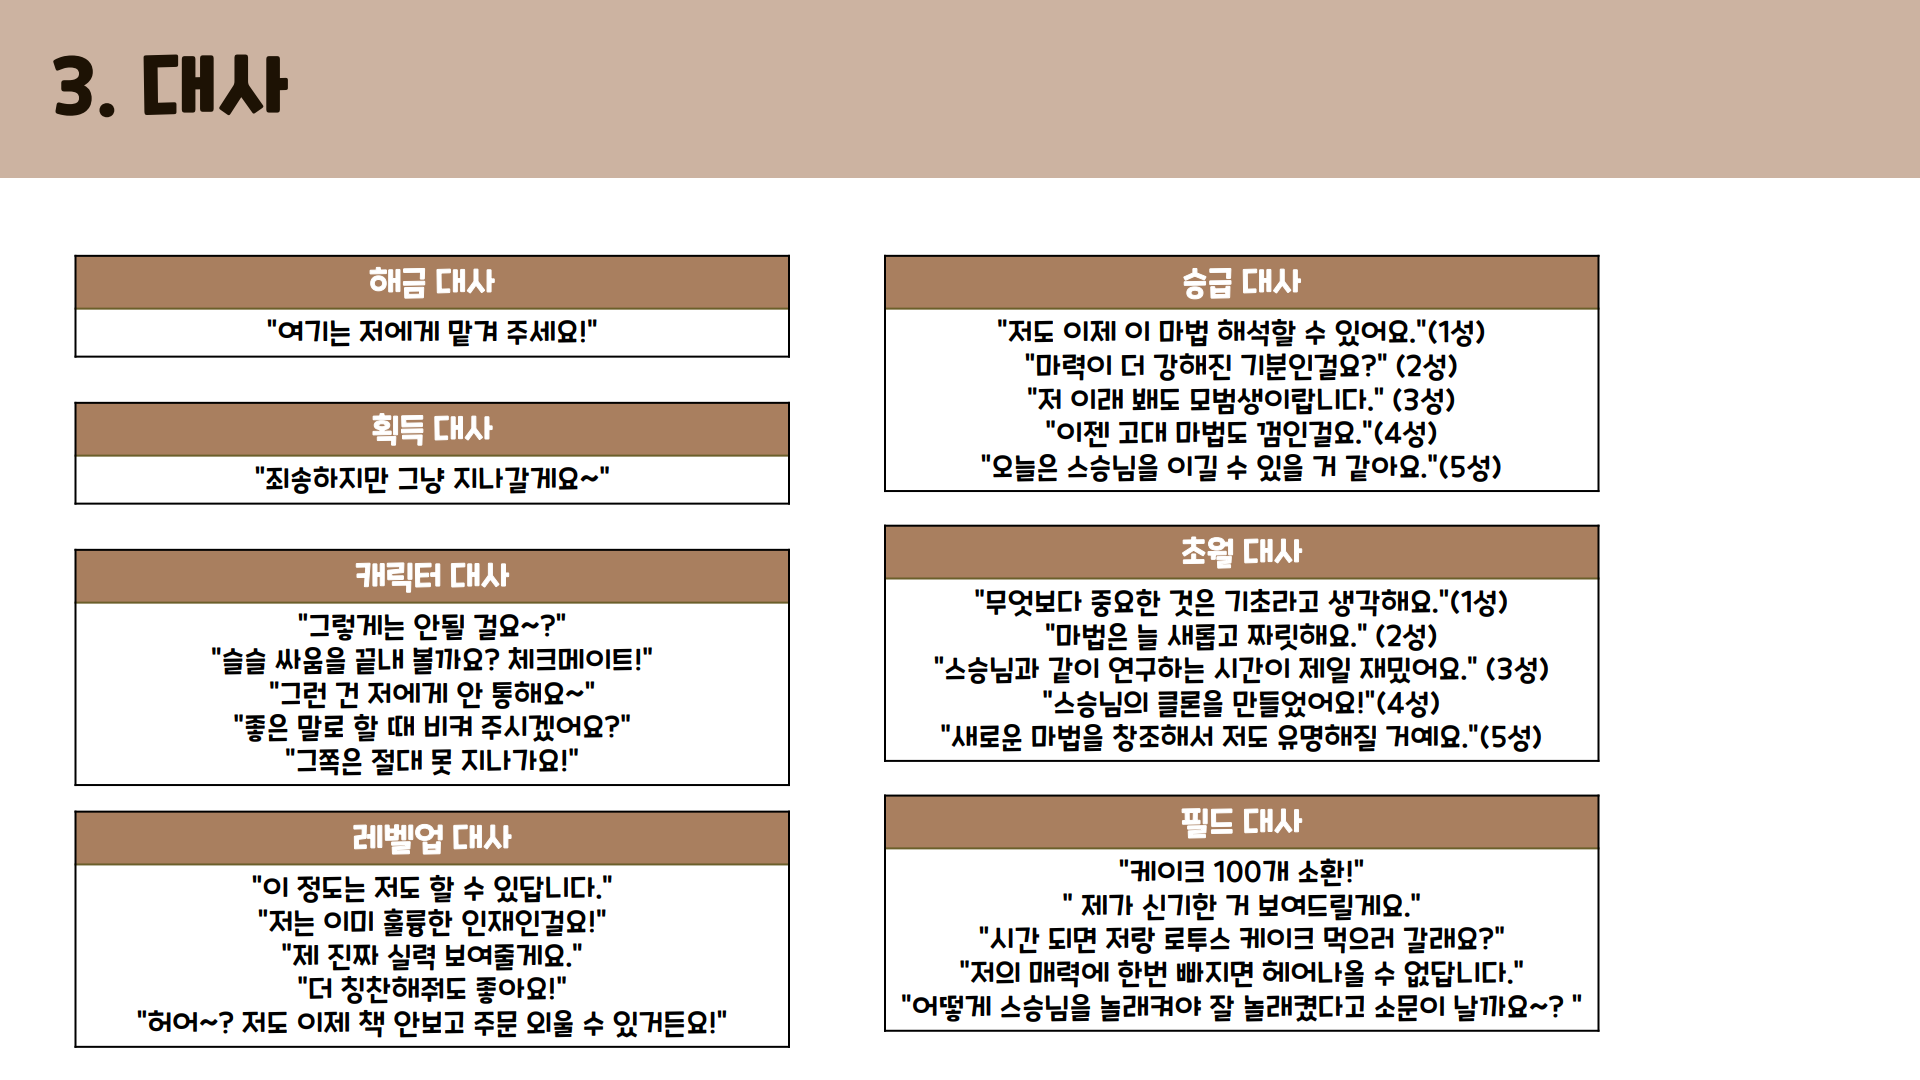 3. 대사
해금 대사
"여기는 저에게 맡겨 주세요!"
획득 대사
"죄송하지만 그냥 지나갈게요~"
캐릭터 대사
"그렇게는 안될 걸요~?"
"슬슬 싸움을 끝내 볼까요? 체크메이트!"
"그런 건 저에게 안 통해요~"
"좋은 말로 할 때 비켜 주시겠어요?"
"그쪽은 절대 못 지나가요!"
레벨업 대사
"이 정도는 저도 할 수 있답니다."
"저는 이미 훌륭한 인재인걸요!"
"제 진짜 실력 보여줄게요."
"더 칭찬해줘도 좋아요!"
"허어~? 저도 이제 책 안보고 주문 외울 수 있거든요!"
승급 대사
"저도 이제 이 마법 해석할 수 있어요."(1성)
"마력이 더 강해진 기분인걸요?" (2성)
"저 이래 봬도 모범생이랍니다." (3성)
"이젠 고대 마법도 껌인걸요."(4성)
"오늘은 스승님을 이길 수 있을 거 같아요."(5성)
초월 대사
"무엇보다 중요한 것은 기초라고 생각해요."(1성)
"마법은 늘 새롭고 짜릿해요." (2성)
"스승님과 같이 연구하는 시간이 제일 재밌어요." (3성)
"스승님의 클론을 만들었어요!"(4성)
"새로운 마법을 창조해서 저도 유명해질 거예요."(5성)
필드 대사
"케이크 100개 소환!"
" 제가 신기한 거 보여드릴게요."
"시간 되면 저랑 로투스 케이크 먹으러 갈래요?"
"저의 매력에 한번 빠지면 헤어나올 수 없답니다."
"어떻게 스승님을 놀래켜야 잘 놀래켰다고 소문이 날까요~? "